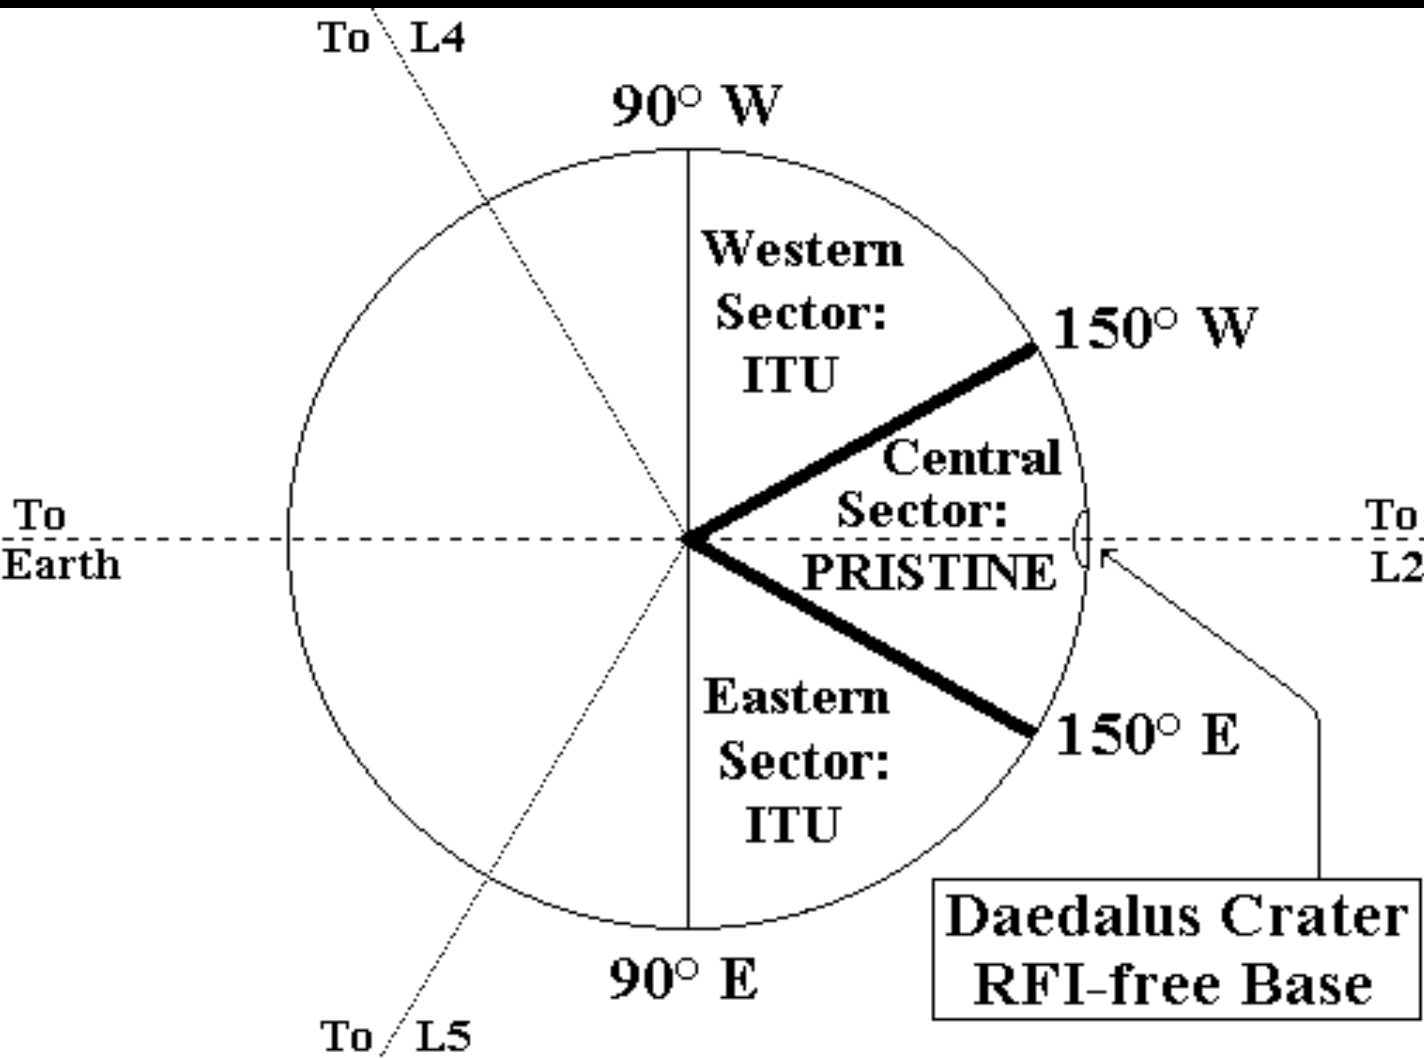 To L4
90° W
Western
Sector:
ITU
150° W
Central
Sector:
PRISTINE
To
Earth
To
L2
Eastern
Sector:
ITU
150° E
Daedalus Crater
RFI-free Base
90° E
To L5